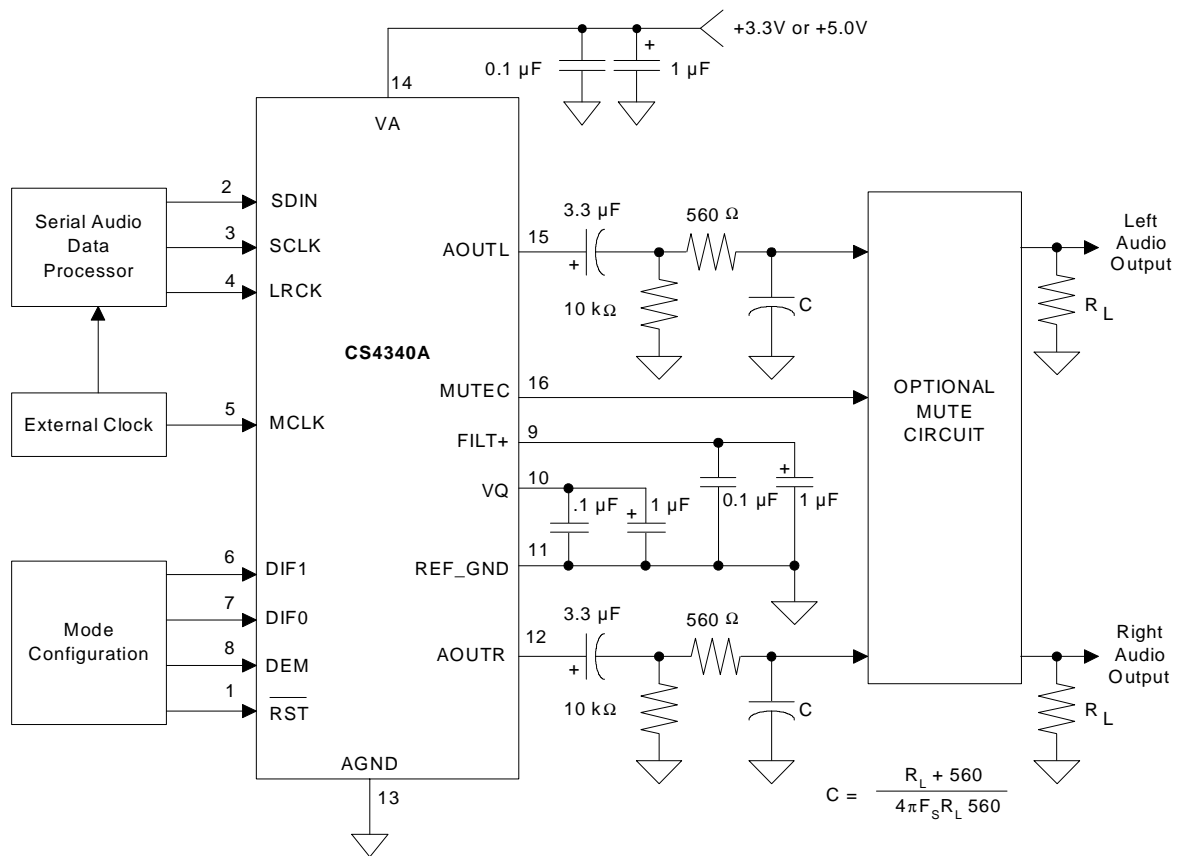 +3.3V or +5.0V
0.1 µF
+
1 µF
14
VA
Serial Audio
Data
Processor
2
SDIN
3
SCLK
4
LRCK
External Clock
5
MCLK
CS4340A
AOUTL
15
3.3 µF
+
560 Ω
10 kΩ
C
Left
Audio
Output
R_L
MUTEC
16
OPTIONAL
MUTE
CIRCUIT
FILT+
9
0.1 µF
+
1 µF
VQ
10
.1 µF
+
1 µF
REF_GND
11
Mode
Configuration
6
DIF1
7
DIF0
8
DEM
1
R̅S̅T̅
AOUTR
12
3.3 µF
+
560 Ω
10 kΩ
C
Right
Audio
Output
R_L
AGND
13
C = R_L + 560
4πF_SR_L 560